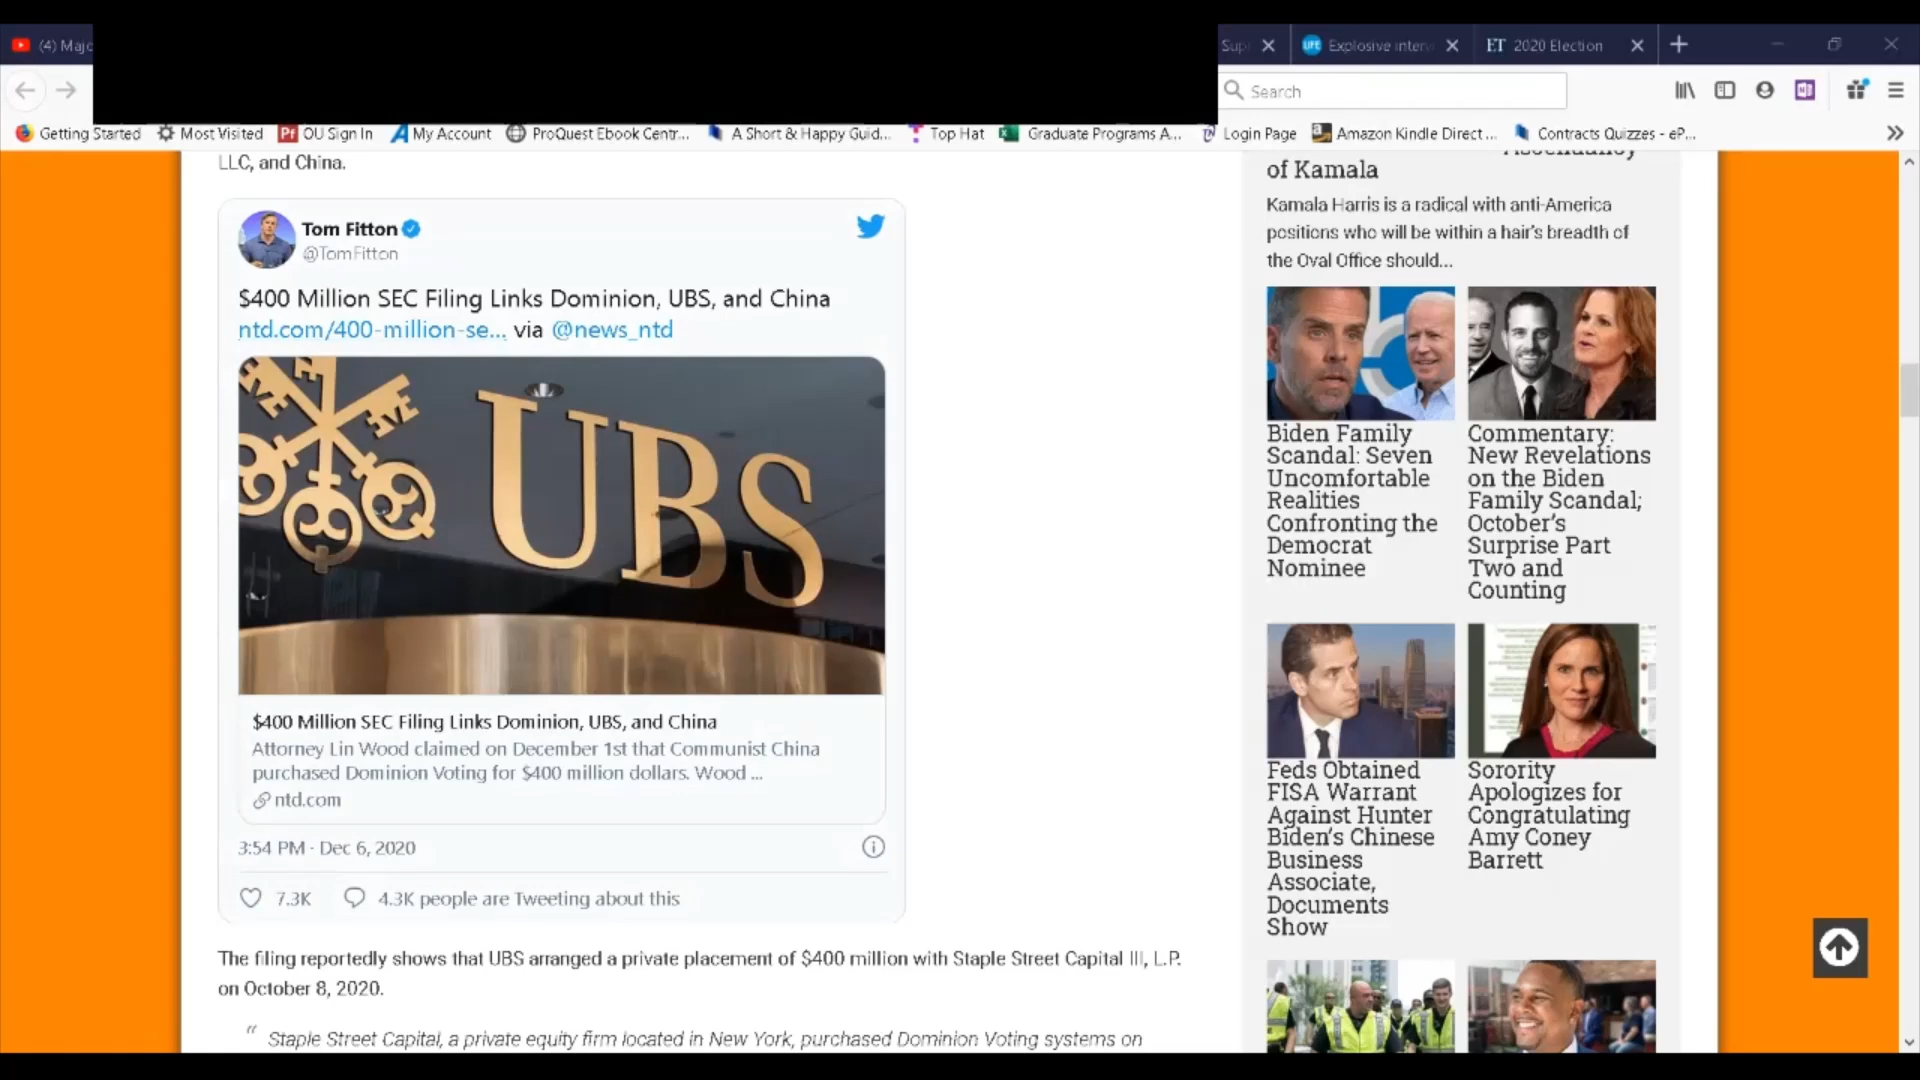 (4) Majo
Sup
Explosive interv
ET 2020 Election
Search
Getting Started
Most Visited
OU Sign In
My Account
ProQuest Ebook Centr...
A Short & Happy Guid...
Top Hat
Graduate Programs A...
Login Page
Amazon Kindle Direct ...
Contracts Quizzes - eP...
LLC, and China.
Tom Fitton
@TomFitton
$400 Million SEC Filing Links Dominion, UBS, and China
ntd.com/400-million-se... via @news_ntd
UBS
$400 Million SEC Filing Links Dominion, UBS, and China
Attorney Lin Wood claimed on December 1st that Communist China
purchased Dominion Voting for $400 million dollars. Wood ...
ntd.com
3:54 PM · Dec 6, 2020
7.3K
4.3K people are Tweeting about this
The filing reportedly shows that UBS arranged a private placement of $400 million with Staple Street Capital III, L.P.
on October 8, 2020.
“ Staple Street Capital, a private equity firm located in New York, purchased Dominion Voting systems on
Ascendancy
of Kamala
Kamala Harris is a radical with anti-America
positions who will be within a hair's breadth of
the Oval Office should...
Biden Family
Scandal: Seven
Uncomfortable
Realities
Confronting the
Democrat
Nominee
Commentary:
New Revelations
on the Biden
Family Scandal;
October's
Surprise Part
Two and
Counting
Feds Obtained
FISA Warrant
Against Hunter
Biden's Chinese
Business
Associate,
Documents
Show
Sorority
Apologizes for
Congratulating
Amy Coney
Barrett